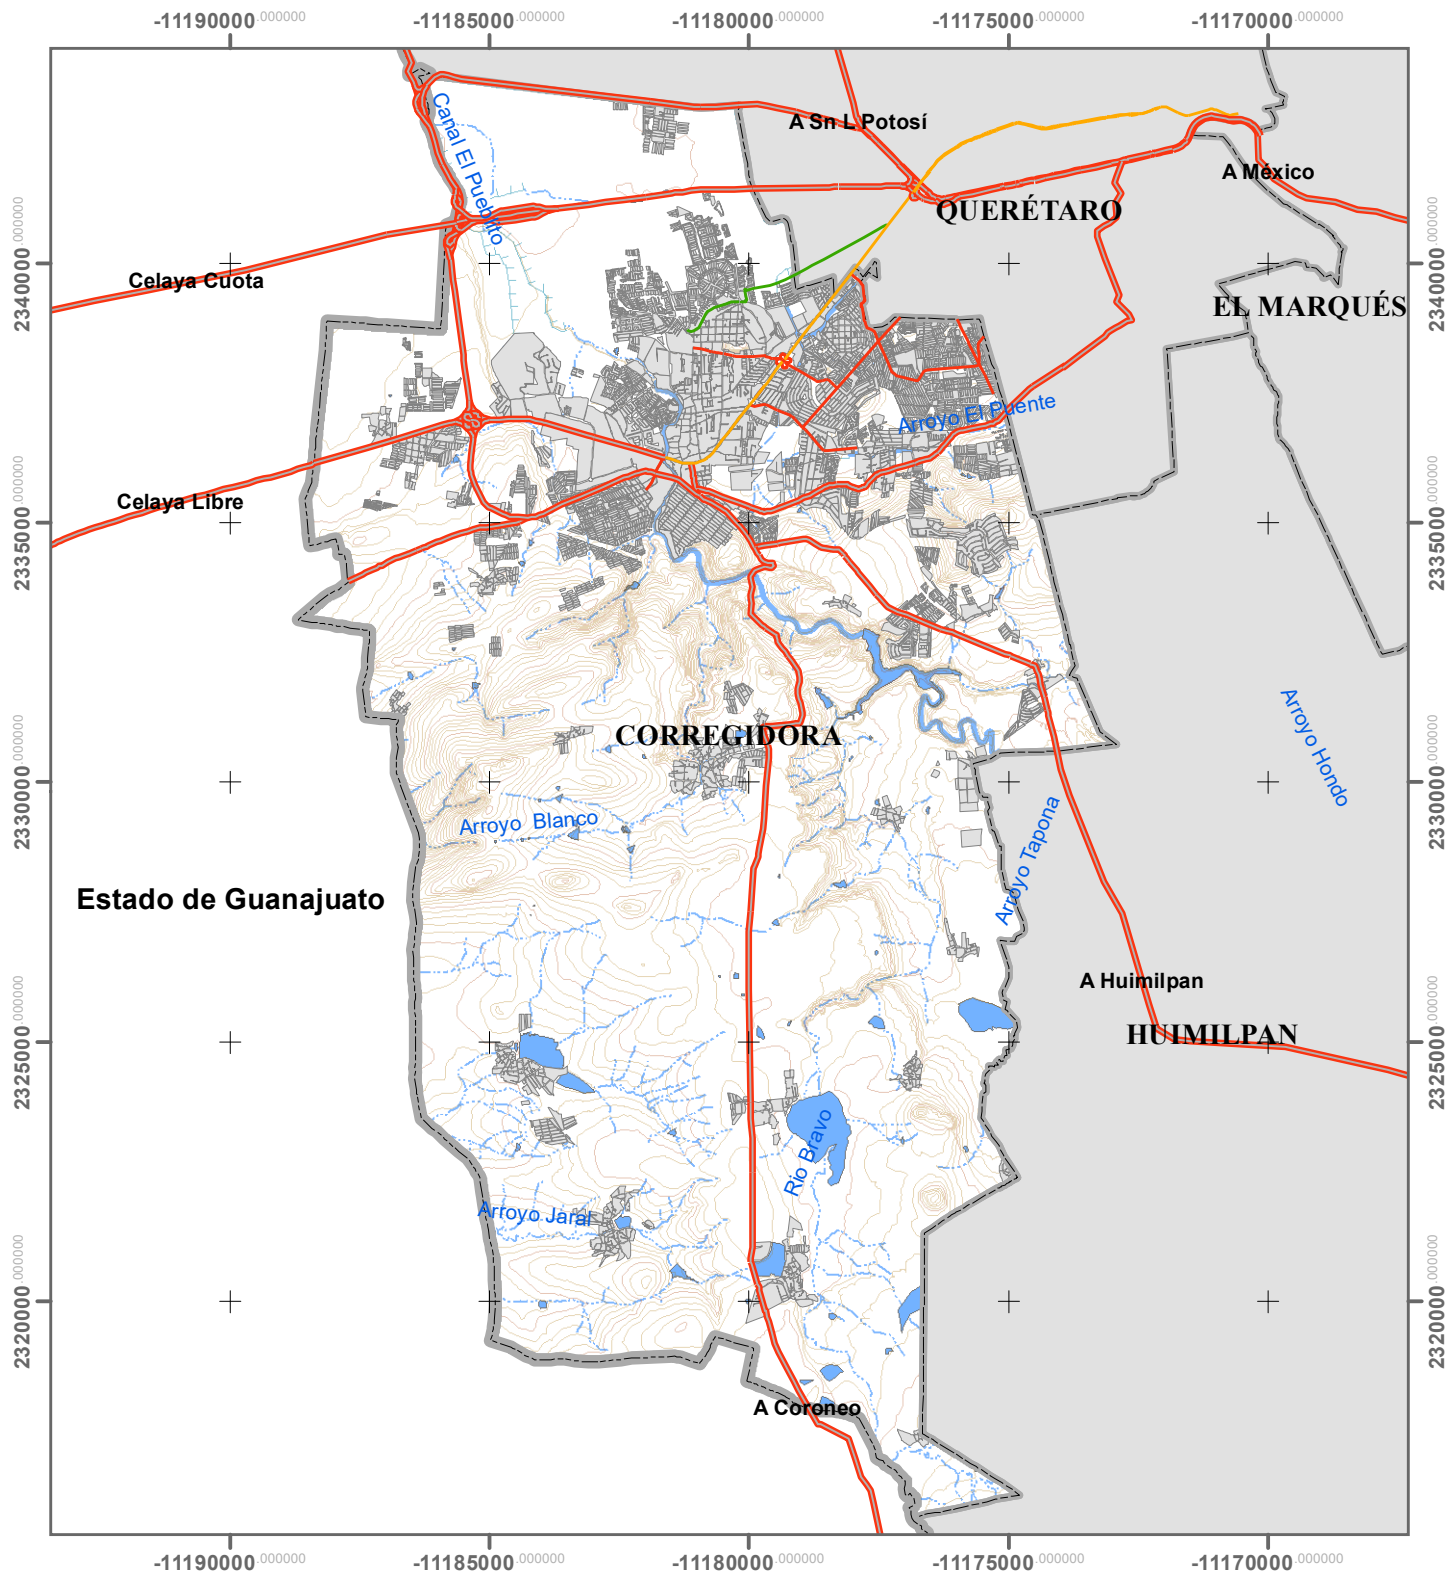 -11190000.000000 -11185000.000000 -11180000.000000 -11175000.000000 -11170000.000000
Canal El Pueblito
A Sn L Potosí
A México
QUERÉTARO
2340000.000000
2340000.000000
Celaya Cuota
EL MARQUÉS
Arroyo El Puente
Celaya Libre
2335000.000000
2335000.000000
CORREGIDORA
Arroyo Hondo
2330000.000000
2330000.000000
Arroyo Blanco
Arroyo Tapona
Estado de Guanajuato
A Huimilpan
HUIMILPAN
2325000.000000
2325000.000000
Rio Bravo
Arroyo Jaral
2320000.000000
2320000.000000
A Coroneo
-11190000.000000 -11185000.000000 -11180000.000000 -11175000.000000 -11170000.000000